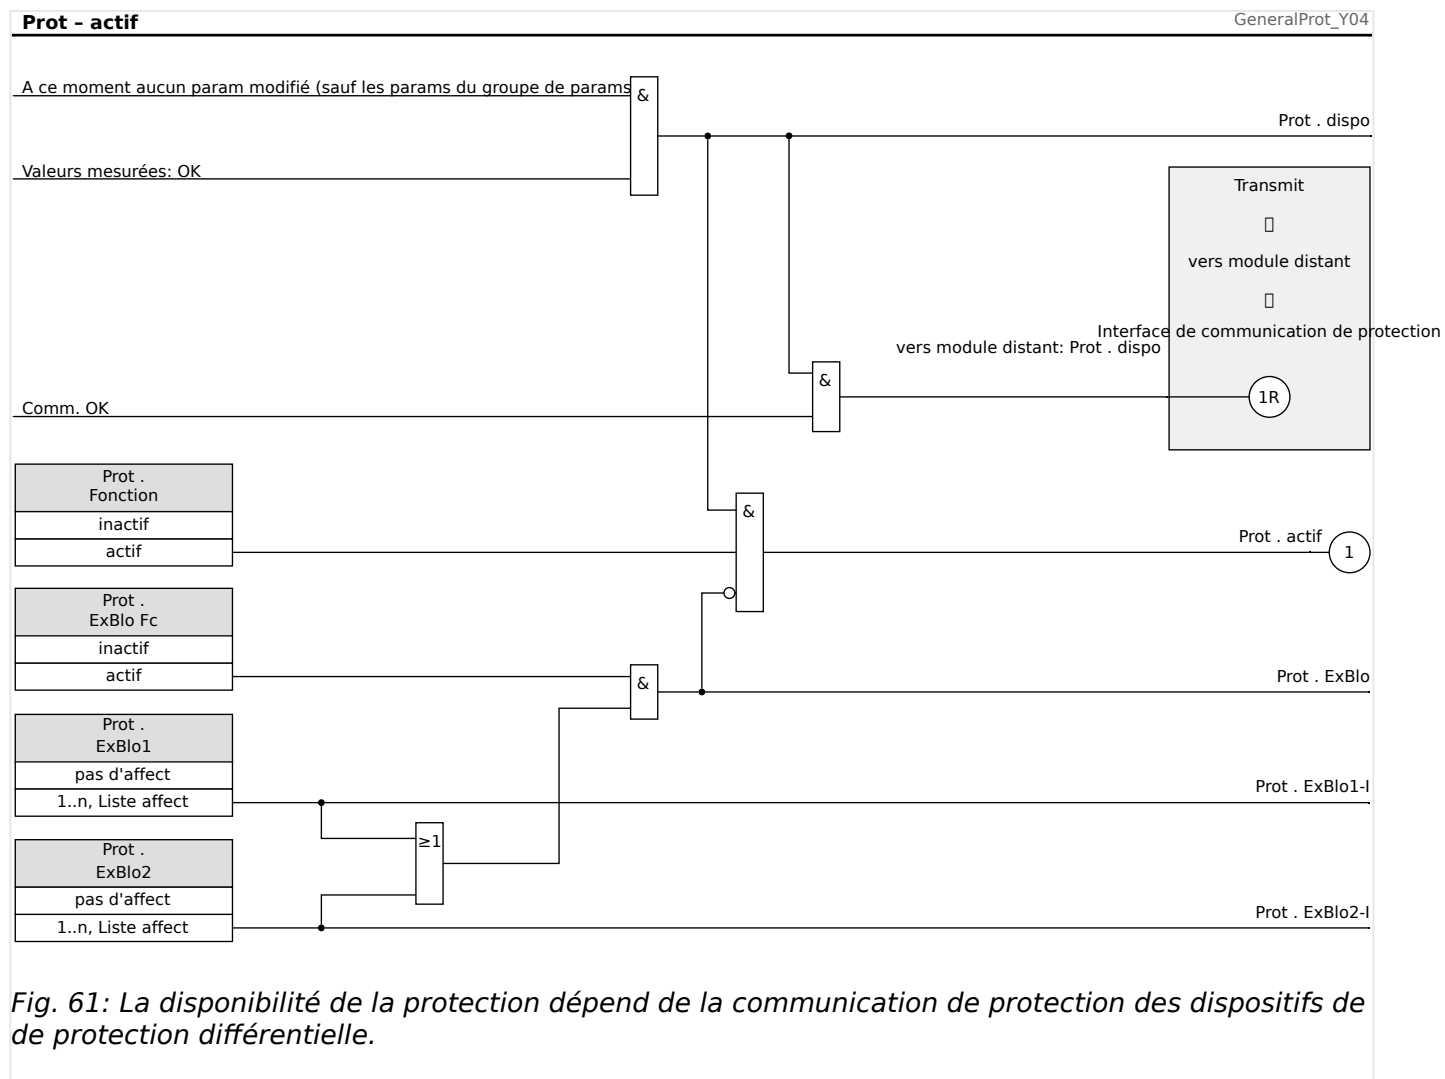 Prot – actif
GeneralProt_Y04
A ce moment aucun param modifié (sauf les params du groupe de params
&
Prot . dispo
Valeurs mesurées: OK
Transmit
vers module distant
Interface de communication de protection
vers module distant: Prot . dispo
&
1R
Comm. OK
Prot .
Fonction
inactif
actif
&
Prot . actif
1
Prot .
ExBlo Fc
inactif
actif
&
Prot . ExBlo
Prot .
ExBlo1
pas d'affect
1..n, Liste affect
Prot . ExBlo1-I
≥1
Prot .
ExBlo2
pas d'affect
1..n, Liste affect
Prot . ExBlo2-I
Fig. 61: La disponibilité de la protection dépend de la communication de protection des dispositifs de
de protection différentielle.